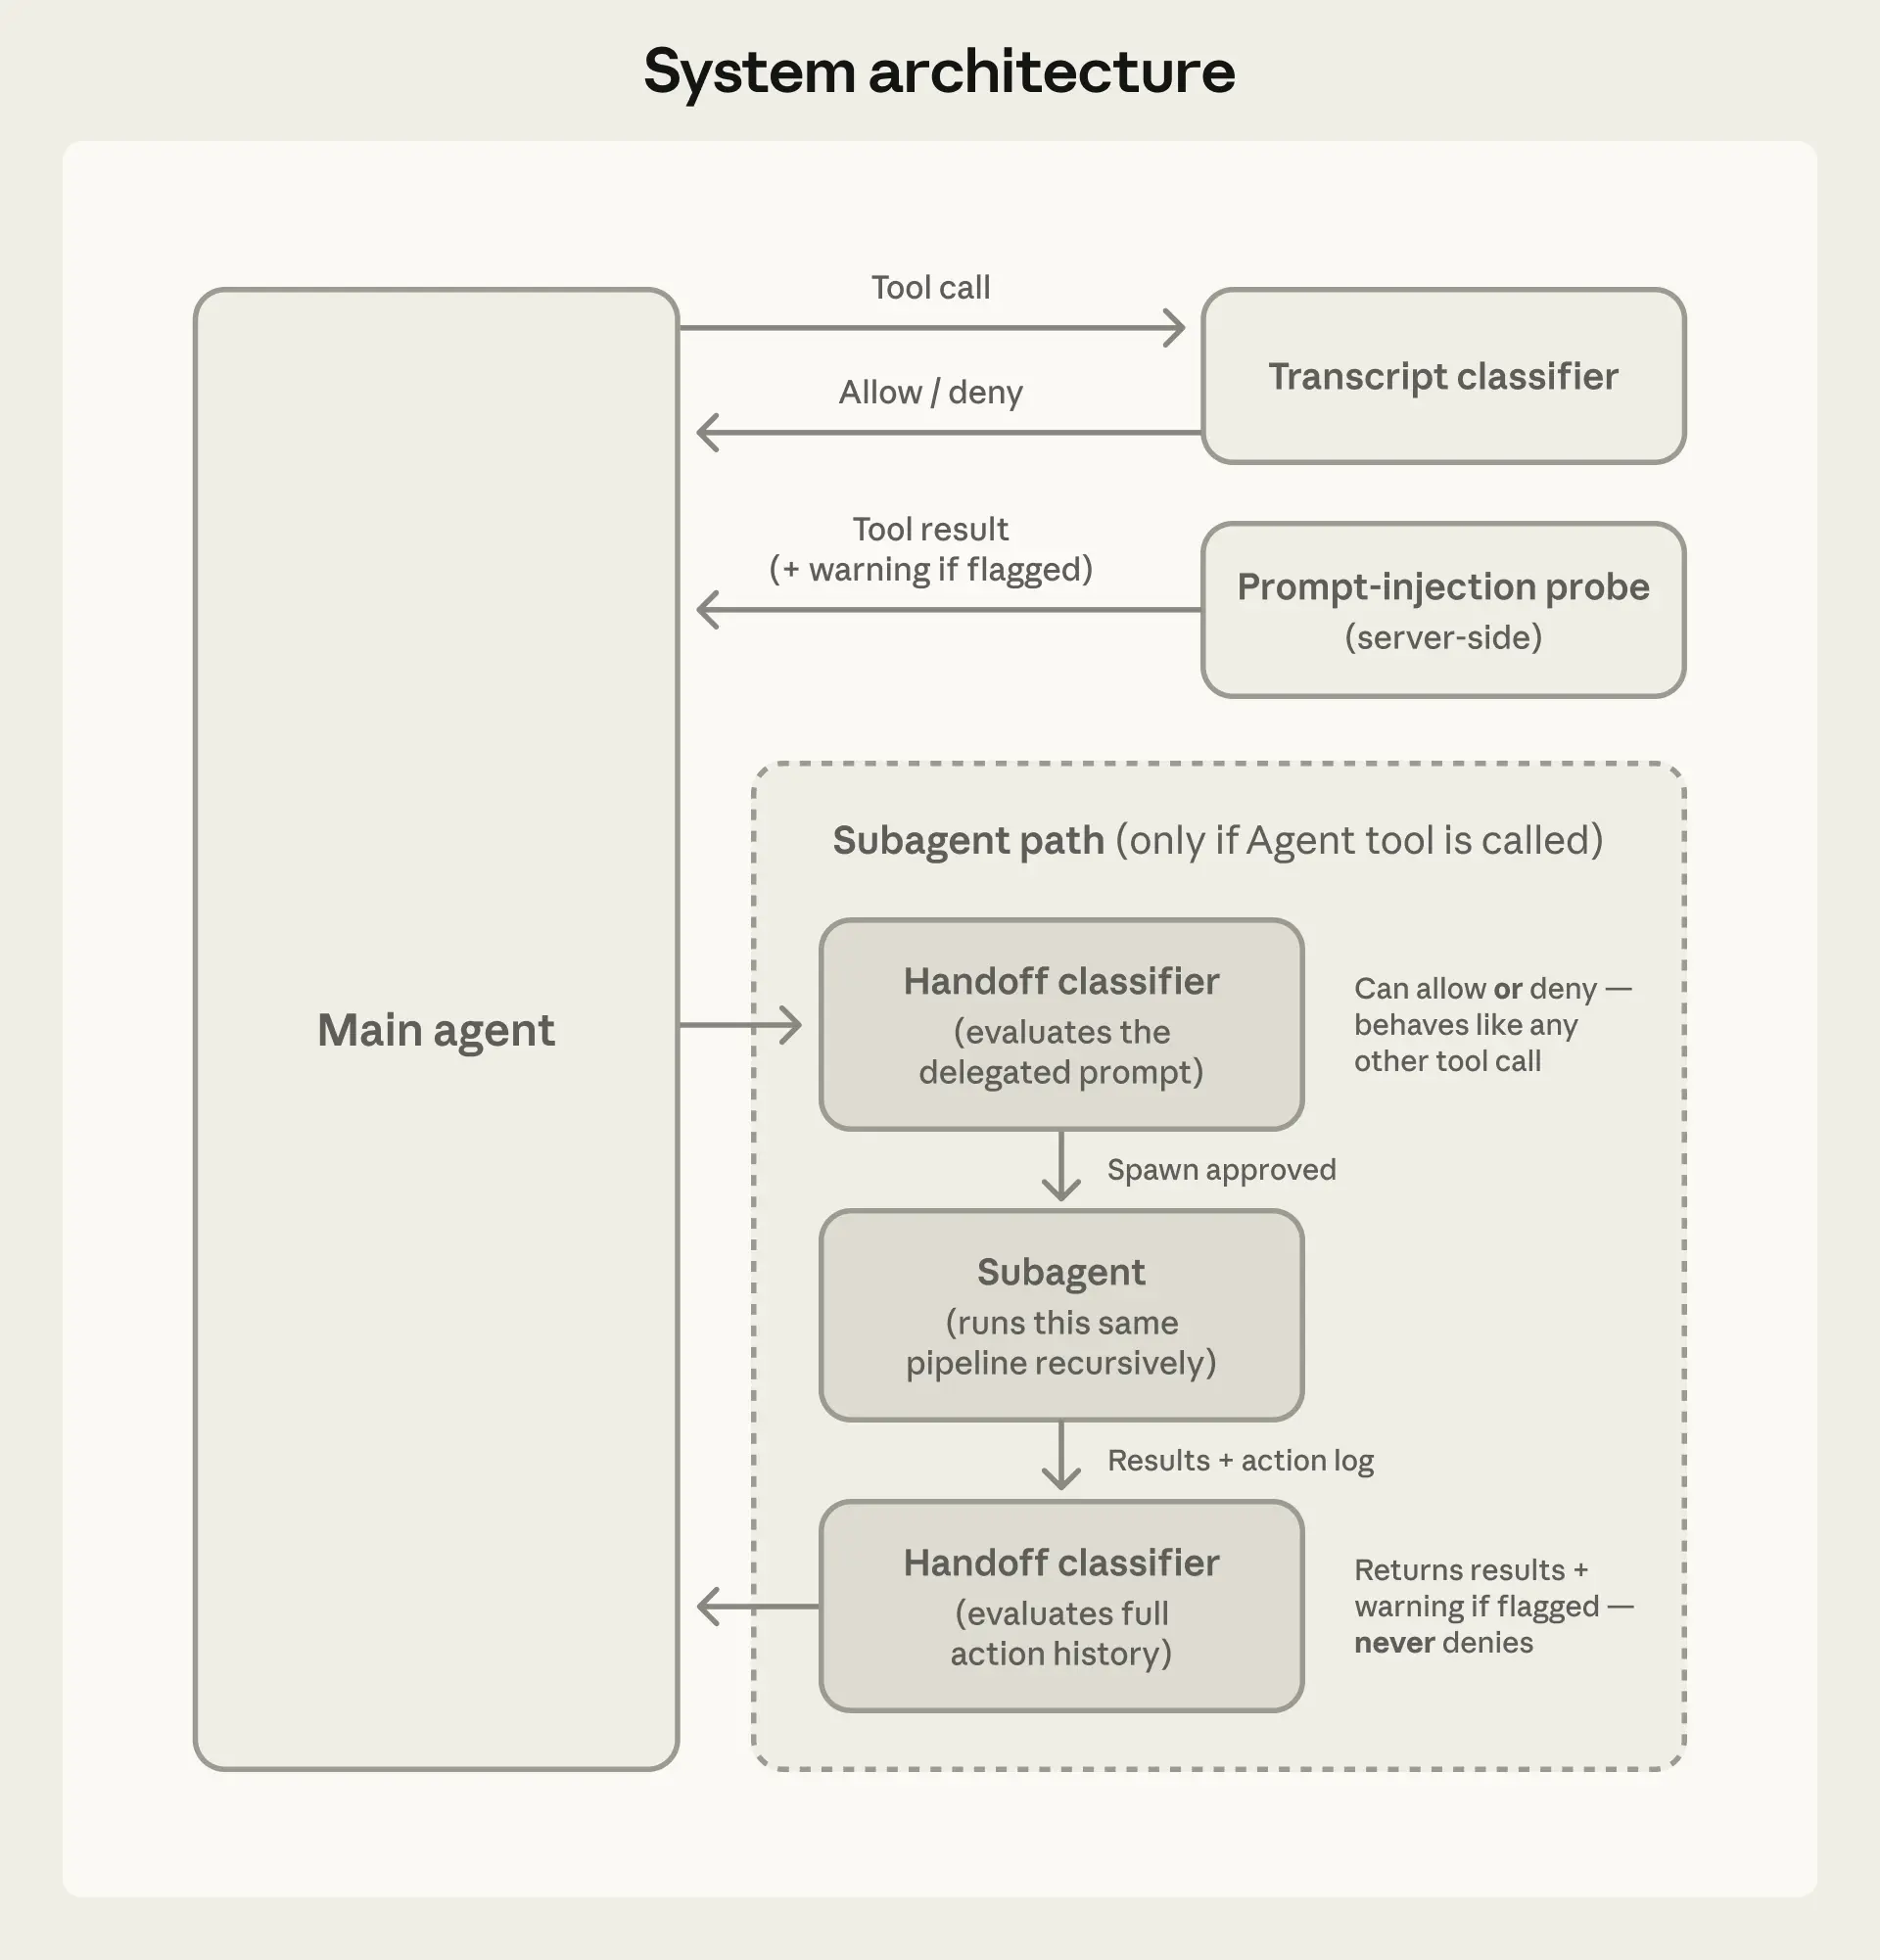 System architecture
Tool call
Transcript classifier
Allow / deny
Tool result
(+ warning if flagged)
Prompt-injection probe
(server-side)
Main agent
Subagent path (only if Agent tool is called)
Handoff classifier
(evaluates the
delegated prompt)
Can allow or deny —
behaves like any
other tool call
Spawn approved
Subagent
(runs this same
pipeline recursively)
Results + action log
Handoff classifier
(evaluates full
action history)
Returns results +
warning if flagged —
never denies